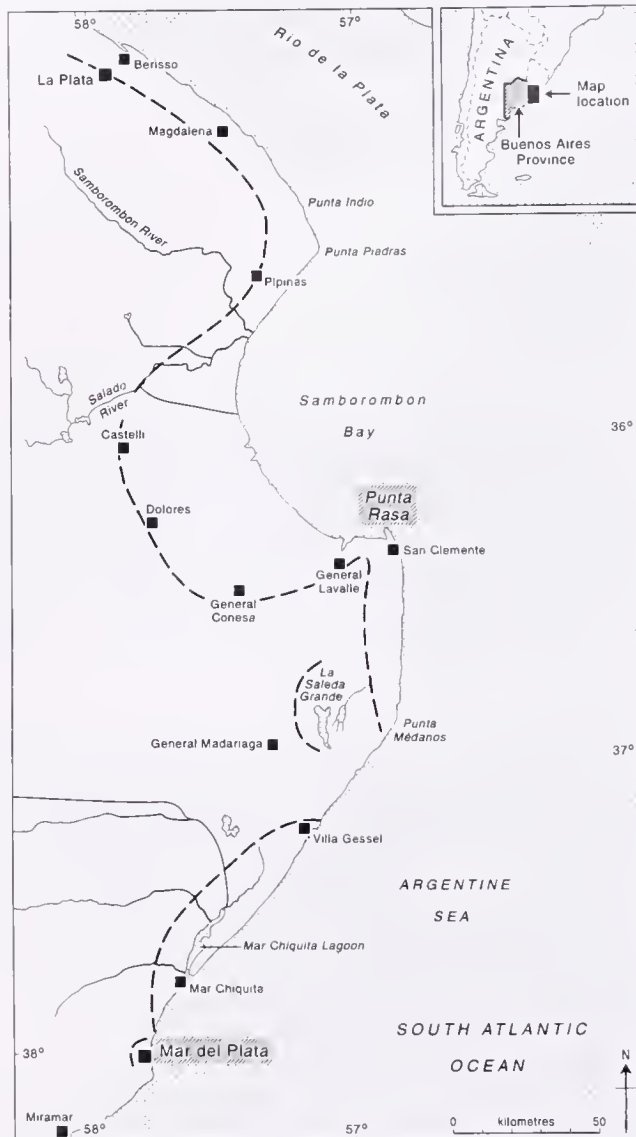 58°
57°
Berisso
La Plata
Rio de la Plata
Magdalena
ARGENTINA
Map
location
Buenos Aires
Province
Samborombon River
Punta Indio
Punta Piadras
Pipinas
Salado
River
Samborombon
Bay
36°
Castelli
Punta
Rasa
Dolores
San Clemente
General
Lavalle
General
Conesa
La
Saleda
Grande
Punta
Médanos
General Madariaga
37°
Villa Gessel
ARGENTINE
SEA
Mar Chiquita Lagoon
Mar Chiquita
SOUTH ATLANTIC
OCEAN
38°
Mar del Plata
N
Miramar
58°
57°
0 kilometres 50